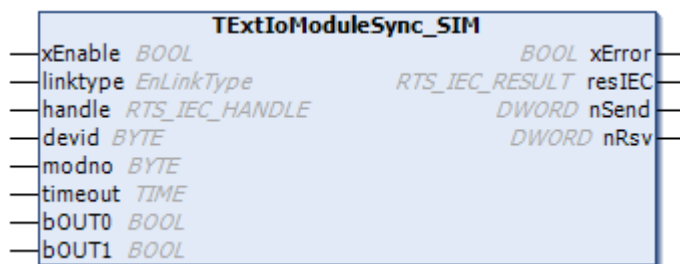 TExtIoModuleSync_SIM
xEnable BOOL BOOL xError
linktype EnLinkType RTS_IEC_RESULT resIEC
handle RTS_IEC_HANDLE DWORD nSend
devid BYTE DWORD nRsv
modno BYTE
timeout TIME
bOUT0 BOOL
bOUT1 BOOL